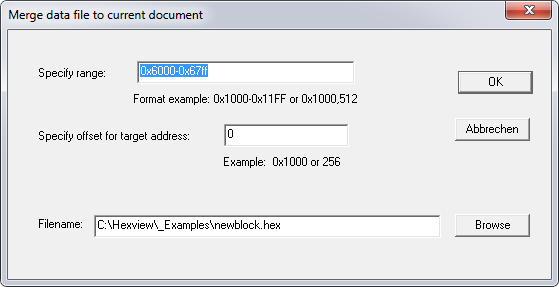 Merge data file to current document
Specify range: 0x6000-0x67ff
OK
Format example: 0x1000-0x11FF or 0x1000,512
Specify offset for target address: 0
Abbrechen
Example: 0x1000 or 256
Filename: C:\Hexview\_Examples\newblock.hex
Browse